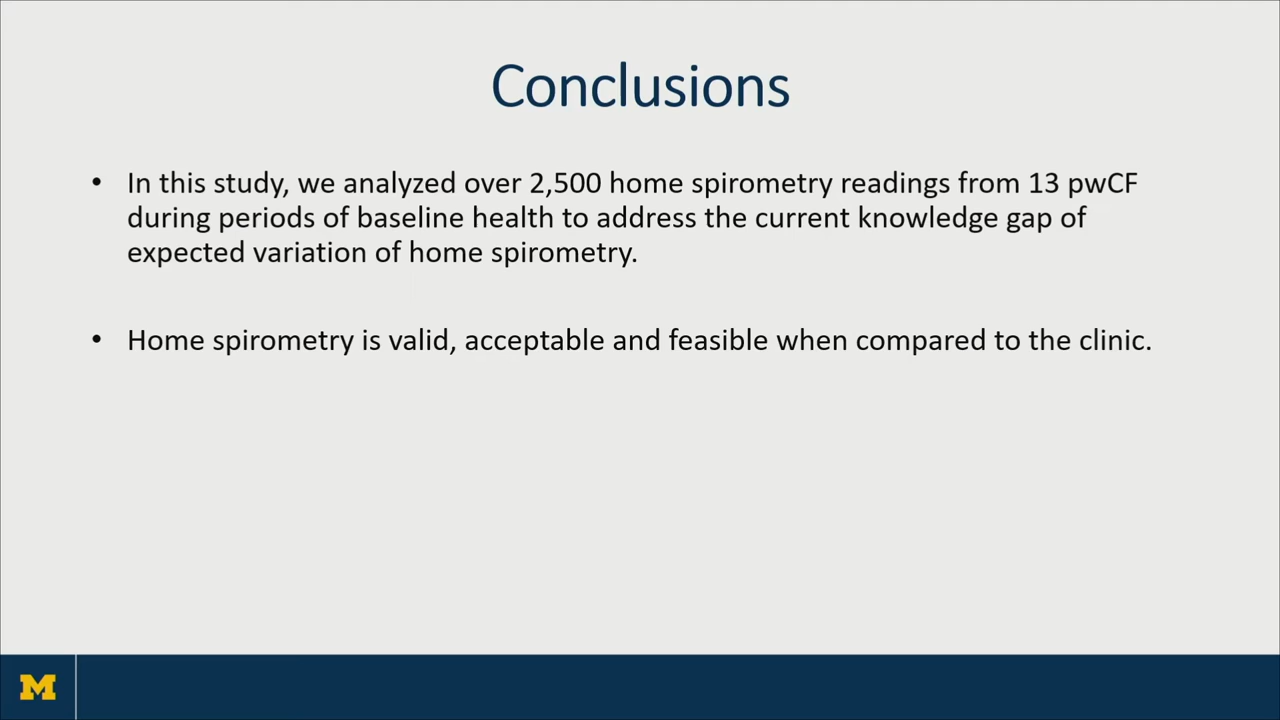 Conclusions
• In this study, we analyzed over 2,500 home spirometry readings from 13 pwCF
during periods of baseline health to address the current knowledge gap of
expected variation of home spirometry.
• Home spirometry is valid, acceptable and feasible when compared to the clinic.
M